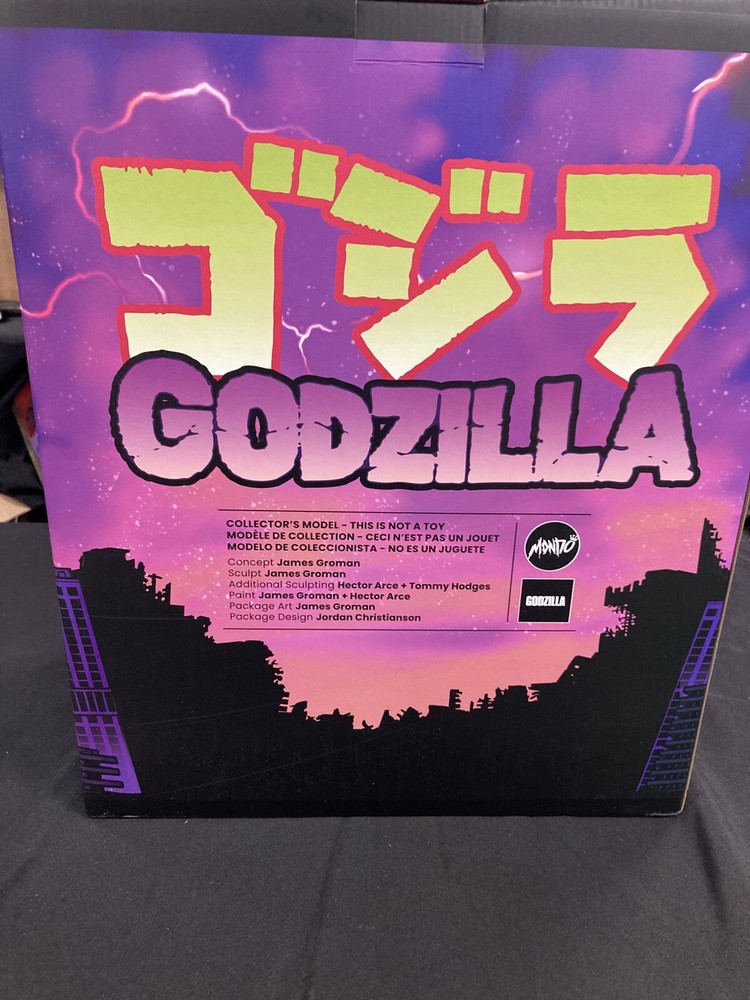 ゴジラ
GODZILLA
COLLECTOR'S MODEL - THIS IS NOT A TOY
MODÈLE DE COLLECTION - CECI N'EST PAS UN JOUET
MODELO DE COLECCIONISTA - NO ES UN JUGUETE
Concept James Groman
Sculpt James Groman
Additional Sculpting Hector Arce + Tommy Hodges
Paint James Groman + Hector Arce
Package Art James Groman
Package Design Jordan Christianson
MONDO
GODZILLA